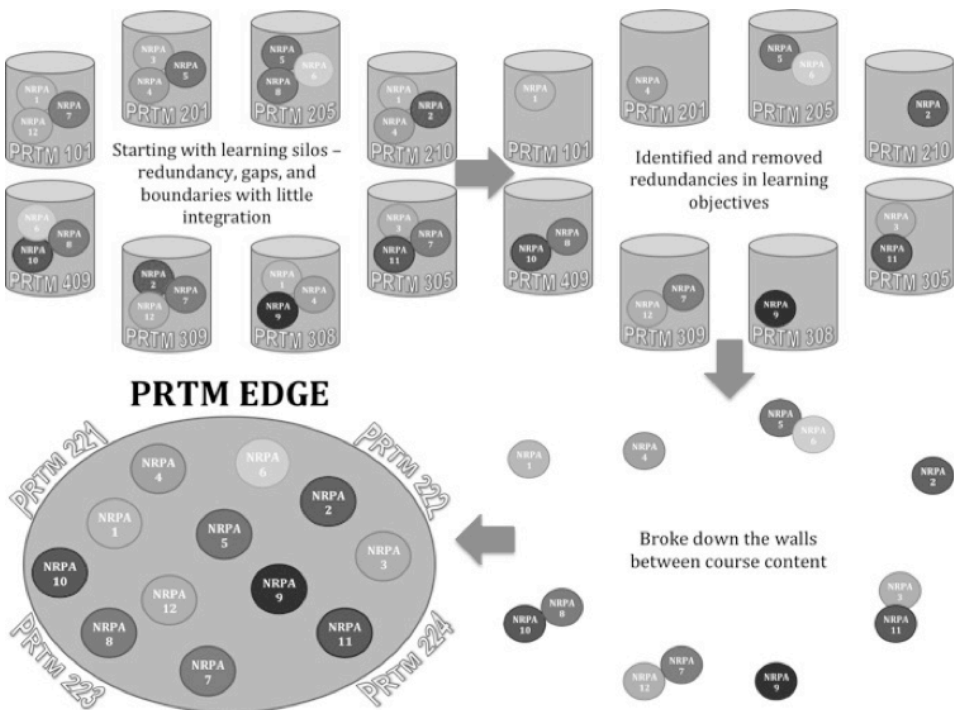 NRPA
1
NRPA
7
NRPA
12
PRTM 101
NRPA
3
NRPA
5
NRPA
4
PRTM 201
NRPA
5
NRPA
6
NRPA
8
PRTM 205
NRPA
1
NRPA
2
NRPA
4
PRTM 210
Starting with learning silos –
redundancy, gaps, and
boundaries with little
integration
NRPA
6
NRPA
8
NRPA
10
PRTM 409
NRPA
2
NRPA
7
NRPA
12
PRTM 309
NRPA
1
NRPA
4
NRPA
9
PRTM 308
NRPA
3
NRPA
7
NRPA
11
PRTM 305
NRPA
1
PRTM 101
NRPA
4
PRTM 201
NRPA
5
NRPA
6
PRTM 205
NRPA
2
PRTM 210
Identified and removed
redundancies in learning
objectives
NRPA
8
NRPA
10
PRTM 409
NRPA
7
NRPA
12
PRTM 309
NRPA
9
PRTM 308
NRPA
3
NRPA
11
PRTM 305
NRPA
5
NRPA
6
NRPA
4
NRPA
1
NRPA
2
Broke down the walls
between course content
NRPA
8
NRPA
10
NRPA
3
NRPA
11
NRPA
7
NRPA
12
NRPA
9
PRTM EDGE
PRTM 221
PRTM 222
NRPA
4
NRPA
6
NRPA
2
NRPA
1
NRPA
5
NRPA
3
NRPA
10
NRPA
9
NRPA
12
NRPA
8
NRPA
11
NRPA
7
PRTM 223
PRTM 224